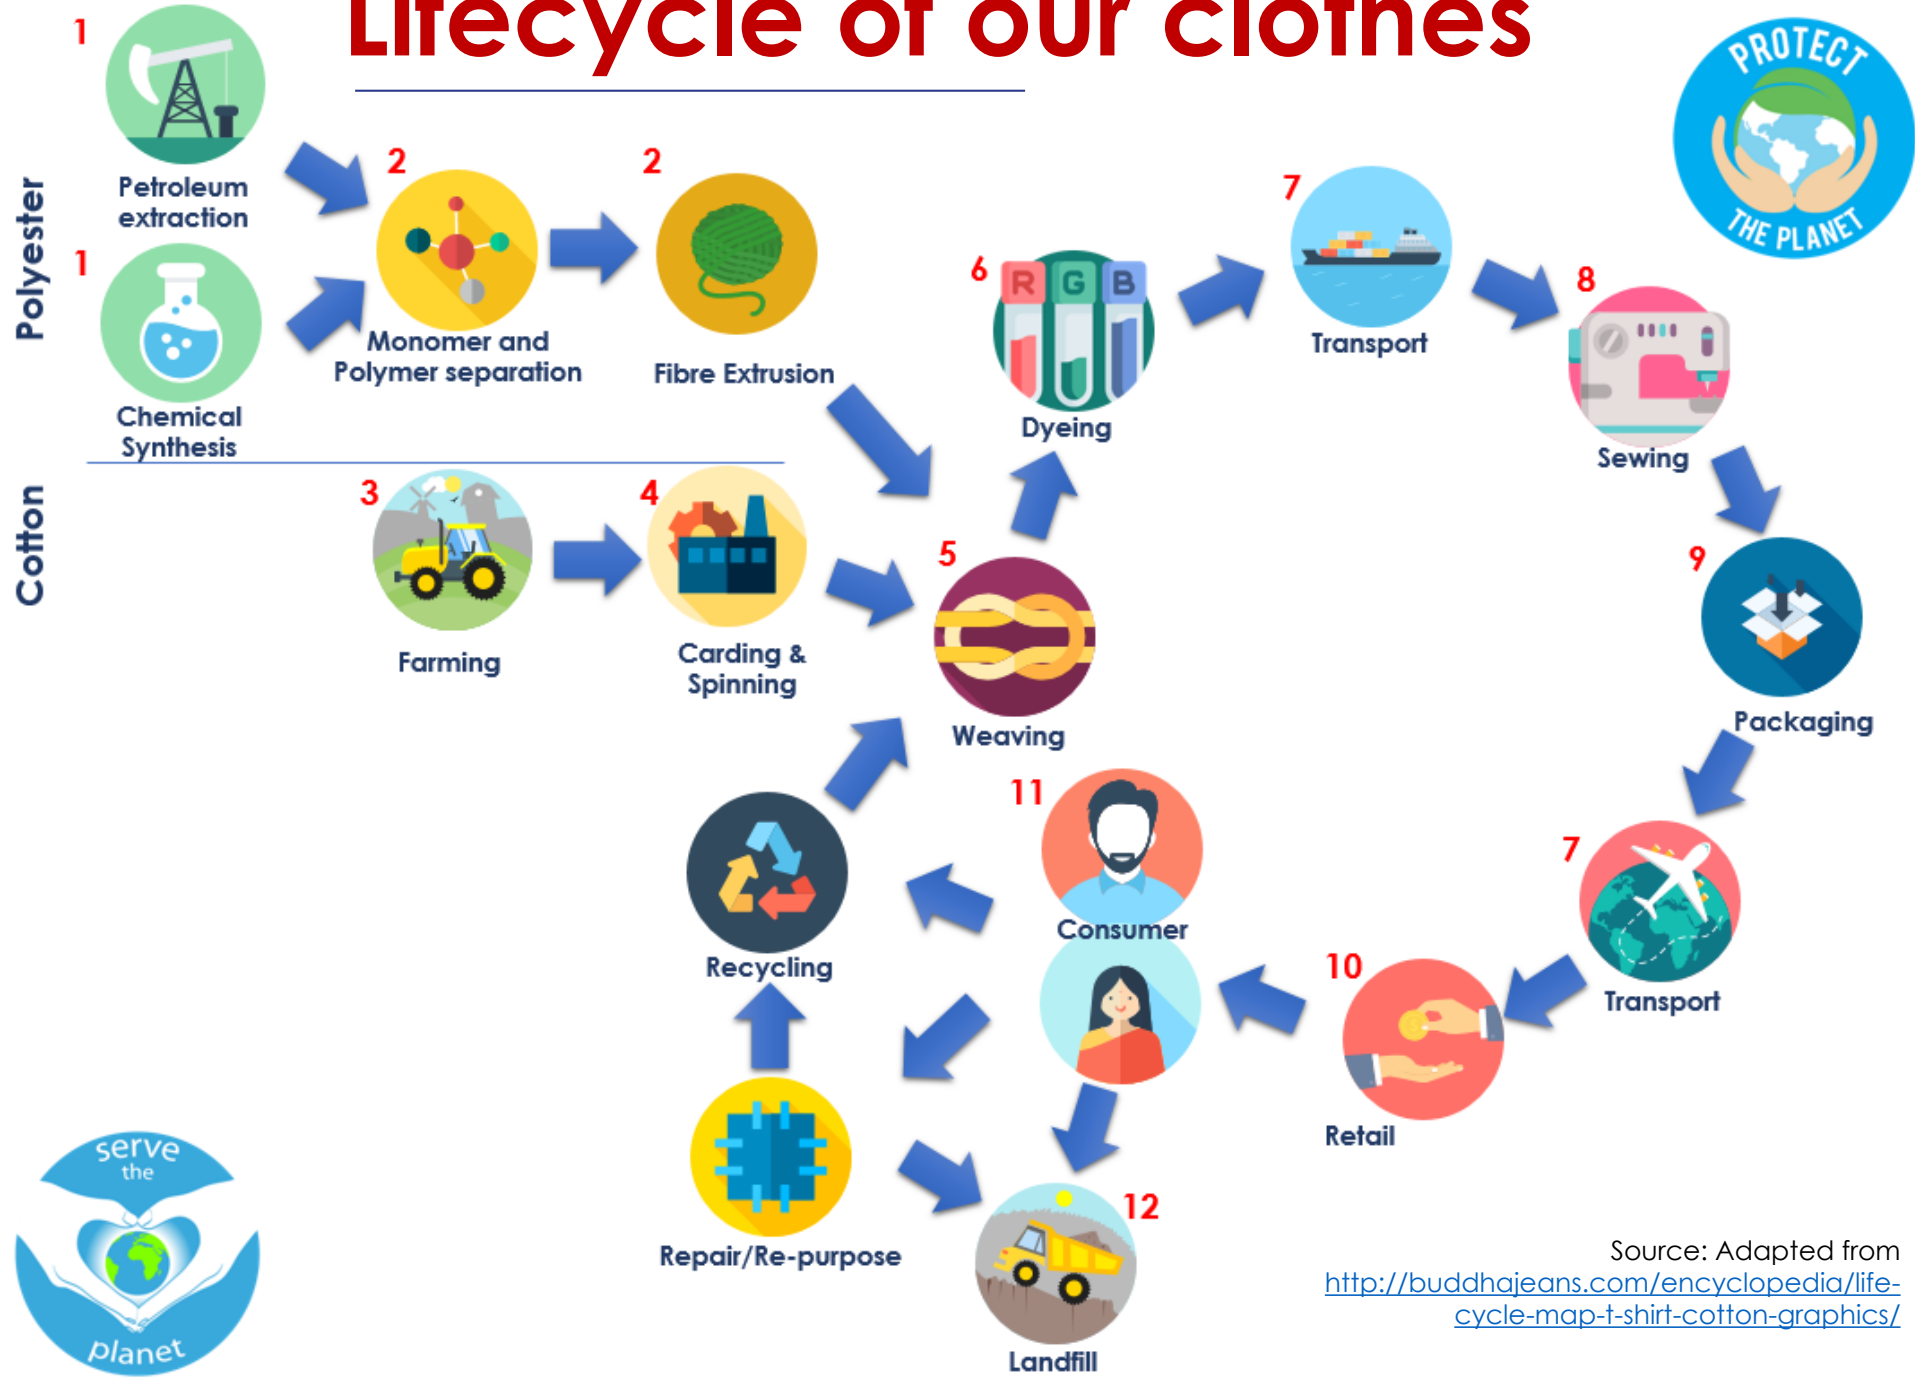 Lifecycle of our clothes
PROTECT
THE PLANET
Polyester
1
Petroleum
extraction
1
Chemical
Synthesis
2
Monomer and
Polymer separation
2
Fibre Extrusion
Cotton
3
Farming
4
Carding &
Spinning
5
Weaving
6
R G B
Dyeing
7
Transport
8
Sewing
9
Packaging
7
Transport
10
Retail
11
Consumer
Recycling
Repair/Re-purpose
12
Landfill
serve
the
planet
Source: Adapted from
http://buddhajeans.com/encyclopedia/life-
cycle-map-t-shirt-cotton-graphics/